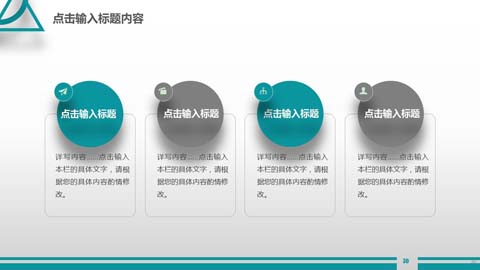 点击输入标题内容
点击输入标题
点击输入标题
点击输入标题
点击输入标题
详写内容……点击输入
本栏的具体文字，请根
据您的具体内容酌情修
改。
详写内容……点击输入
本栏的具体文字，请根
据您的具体内容酌情修
改。
详写内容……点击输入
本栏的具体文字，请根
据您的具体内容酌情修
改。
详写内容……点击输入
本栏的具体文字，请根
据您的具体内容酌情修
改。